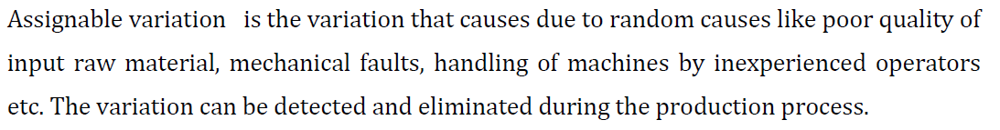 Assignable variation is the variation that causes due to random causes like poor quality of
input raw material, mechanical faults, handling of machines by inexperienced operators
etc. The variation can be detected and eliminated during the production process.